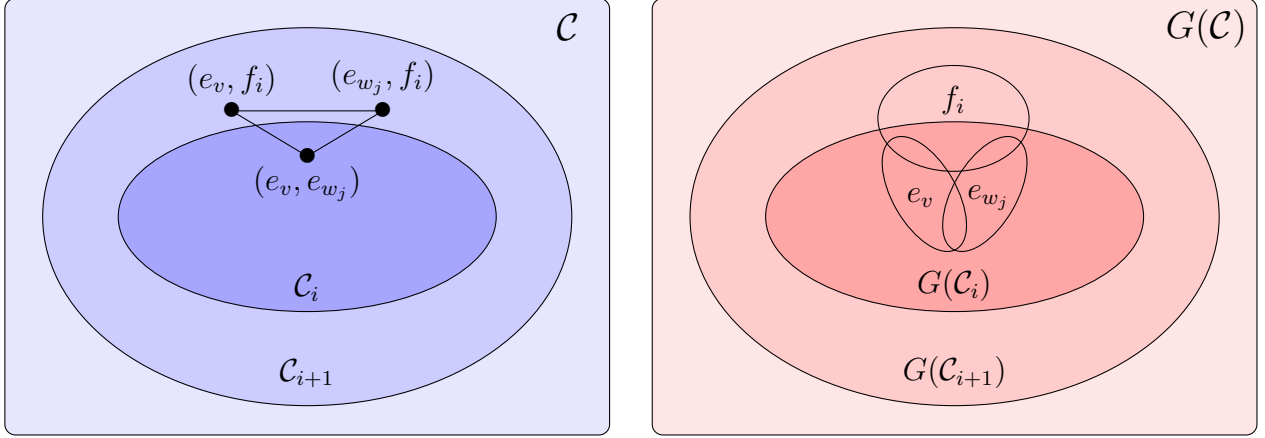 𝒞
(e_v, f_i)
(e_{w_j}, f_i)
(e_v, e_{w_j})
𝒞_i
𝒞_{i+1}
G(𝒞)
f_i
e_v
e_{w_j}
G(𝒞_i)
G(𝒞_{i+1})